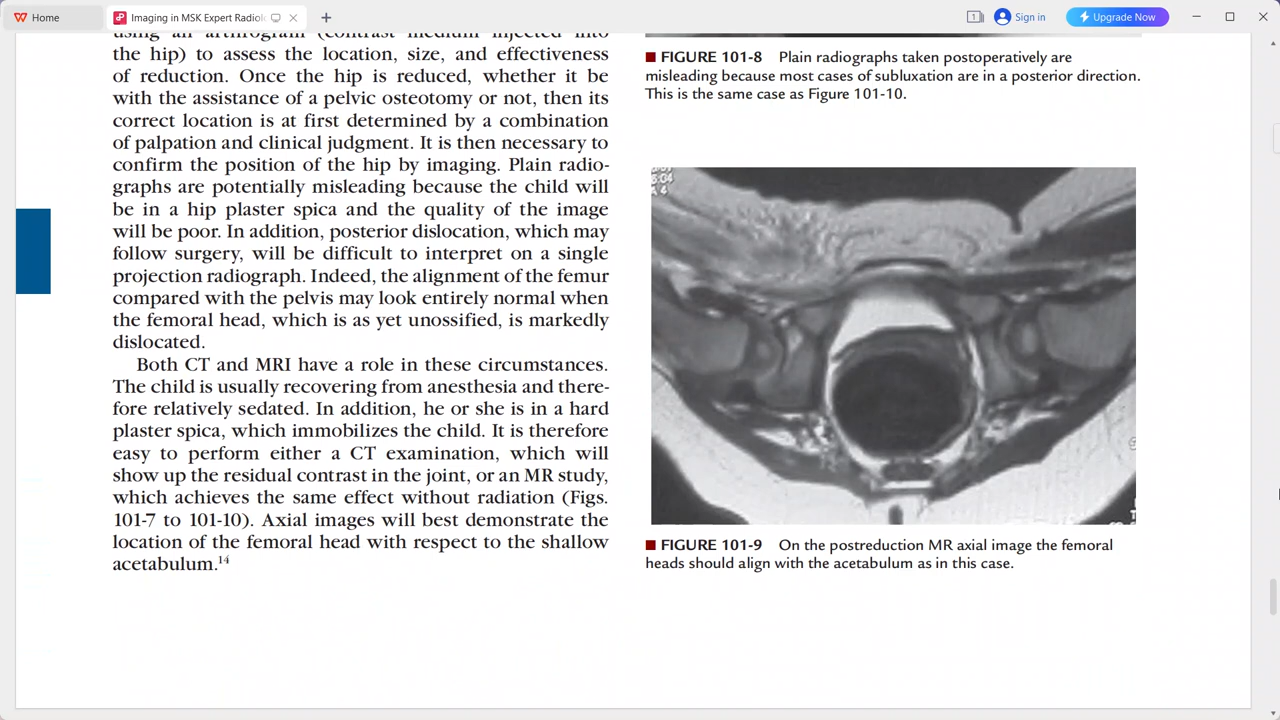 Home
Imaging in MSK Expert Radiol
1
Sign in
Upgrade Now
using an arthrogram (contrast medium injected into
the hip) to assess the location, size, and effectiveness
of reduction. Once the hip is reduced, whether it be
with the assistance of a pelvic osteotomy or not, then its
correct location is at first determined by a combination
of palpation and clinical judgment. It is then necessary to
confirm the position of the hip by imaging. Plain radio-
graphs are potentially misleading because the child will
be in a hip plaster spica and the quality of the image
will be poor. In addition, posterior dislocation, which may
follow surgery, will be difficult to interpret on a single
projection radiograph. Indeed, the alignment of the femur
compared with the pelvis may look entirely normal when
the femoral head, which is as yet unossified, is markedly
dislocated.
Both CT and MRI have a role in these circumstances.
The child is usually recovering from anesthesia and there-
fore relatively sedated. In addition, he or she is in a hard
plaster spica, which immobilizes the child. It is therefore
easy to perform either a CT examination, which will
show up the residual contrast in the joint, or an MR study,
which achieves the same effect without radiation (Figs.
101-7 to 101-10). Axial images will best demonstrate the
location of the femoral head with respect to the shallow
acetabulum.14
FIGURE 101-8 Plain radiographs taken postoperatively are
misleading because most cases of subluxation are in a posterior direction.
This is the same case as Figure 101-10.
FIGURE 101-9 On the postreduction MR axial image the femoral
heads should align with the acetabulum as in this case.